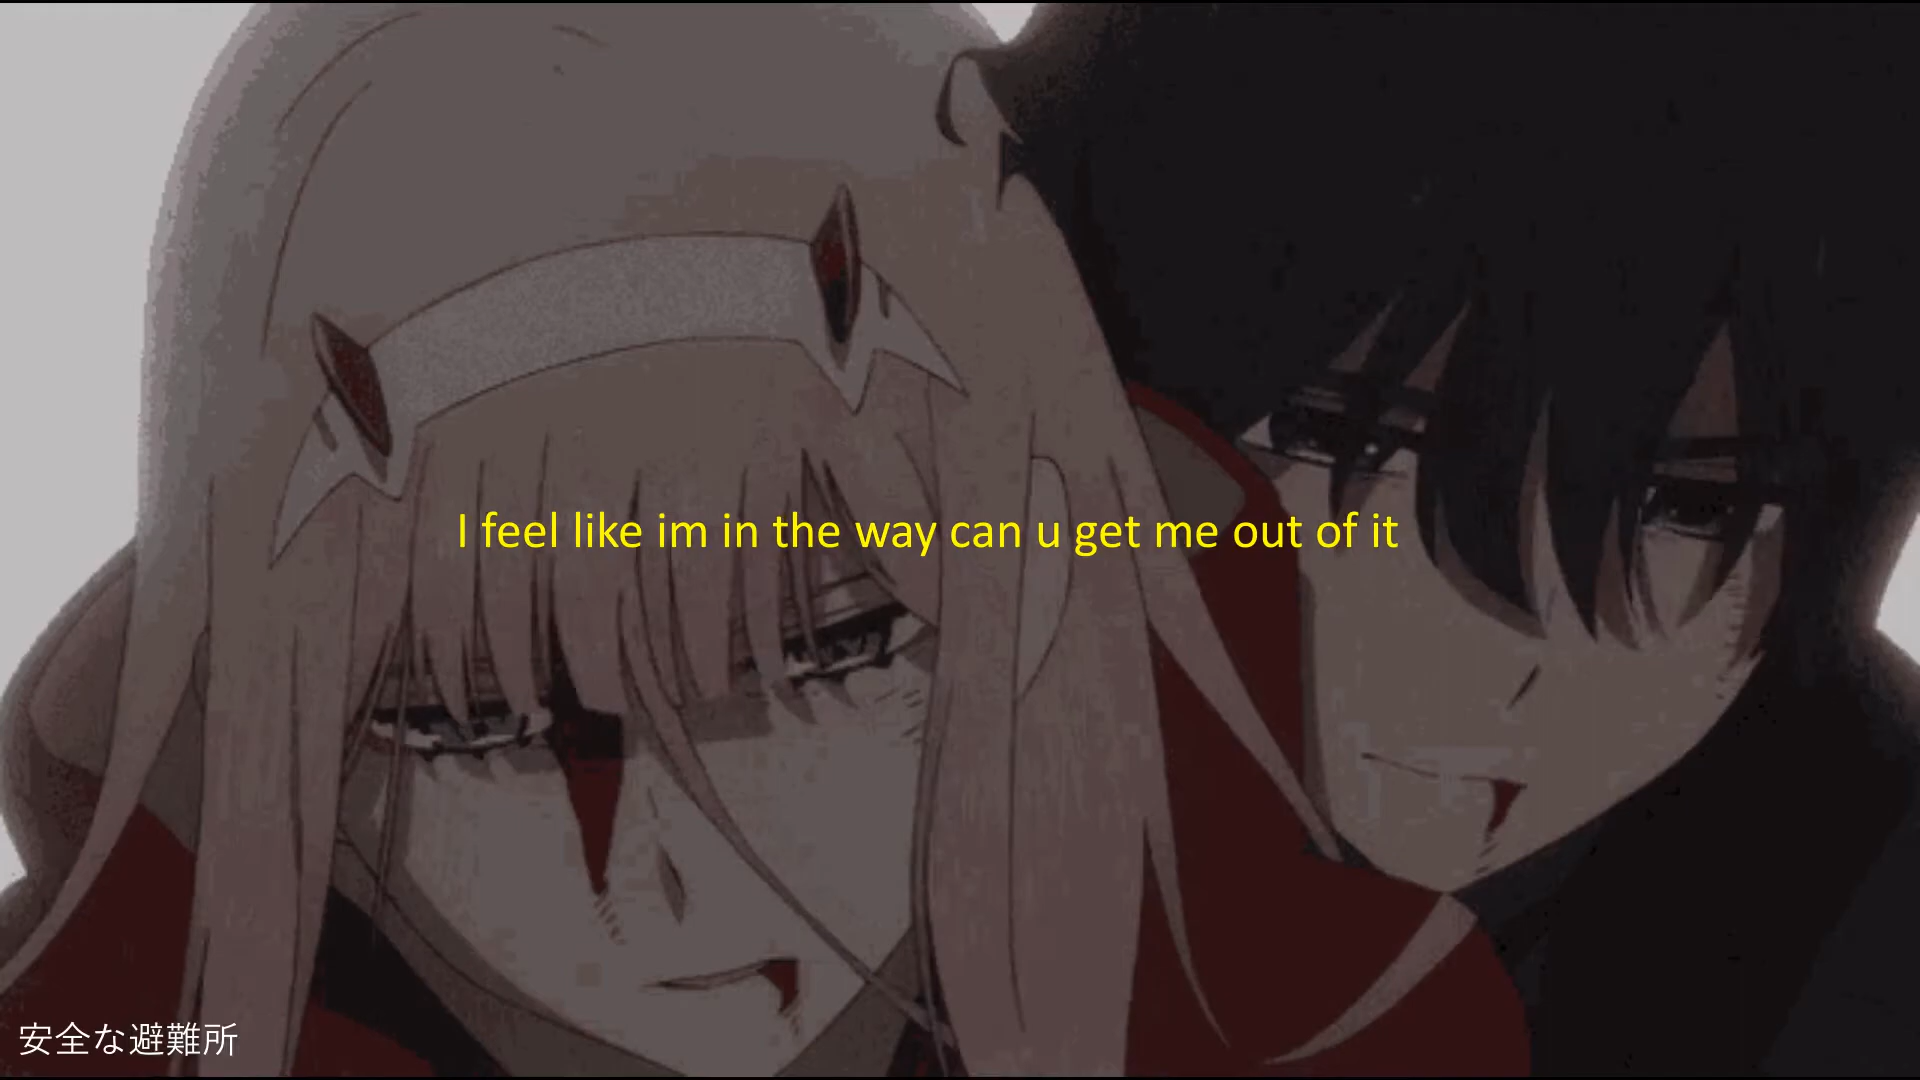 I feel like im in the way can u get me out of it
安全な避難所